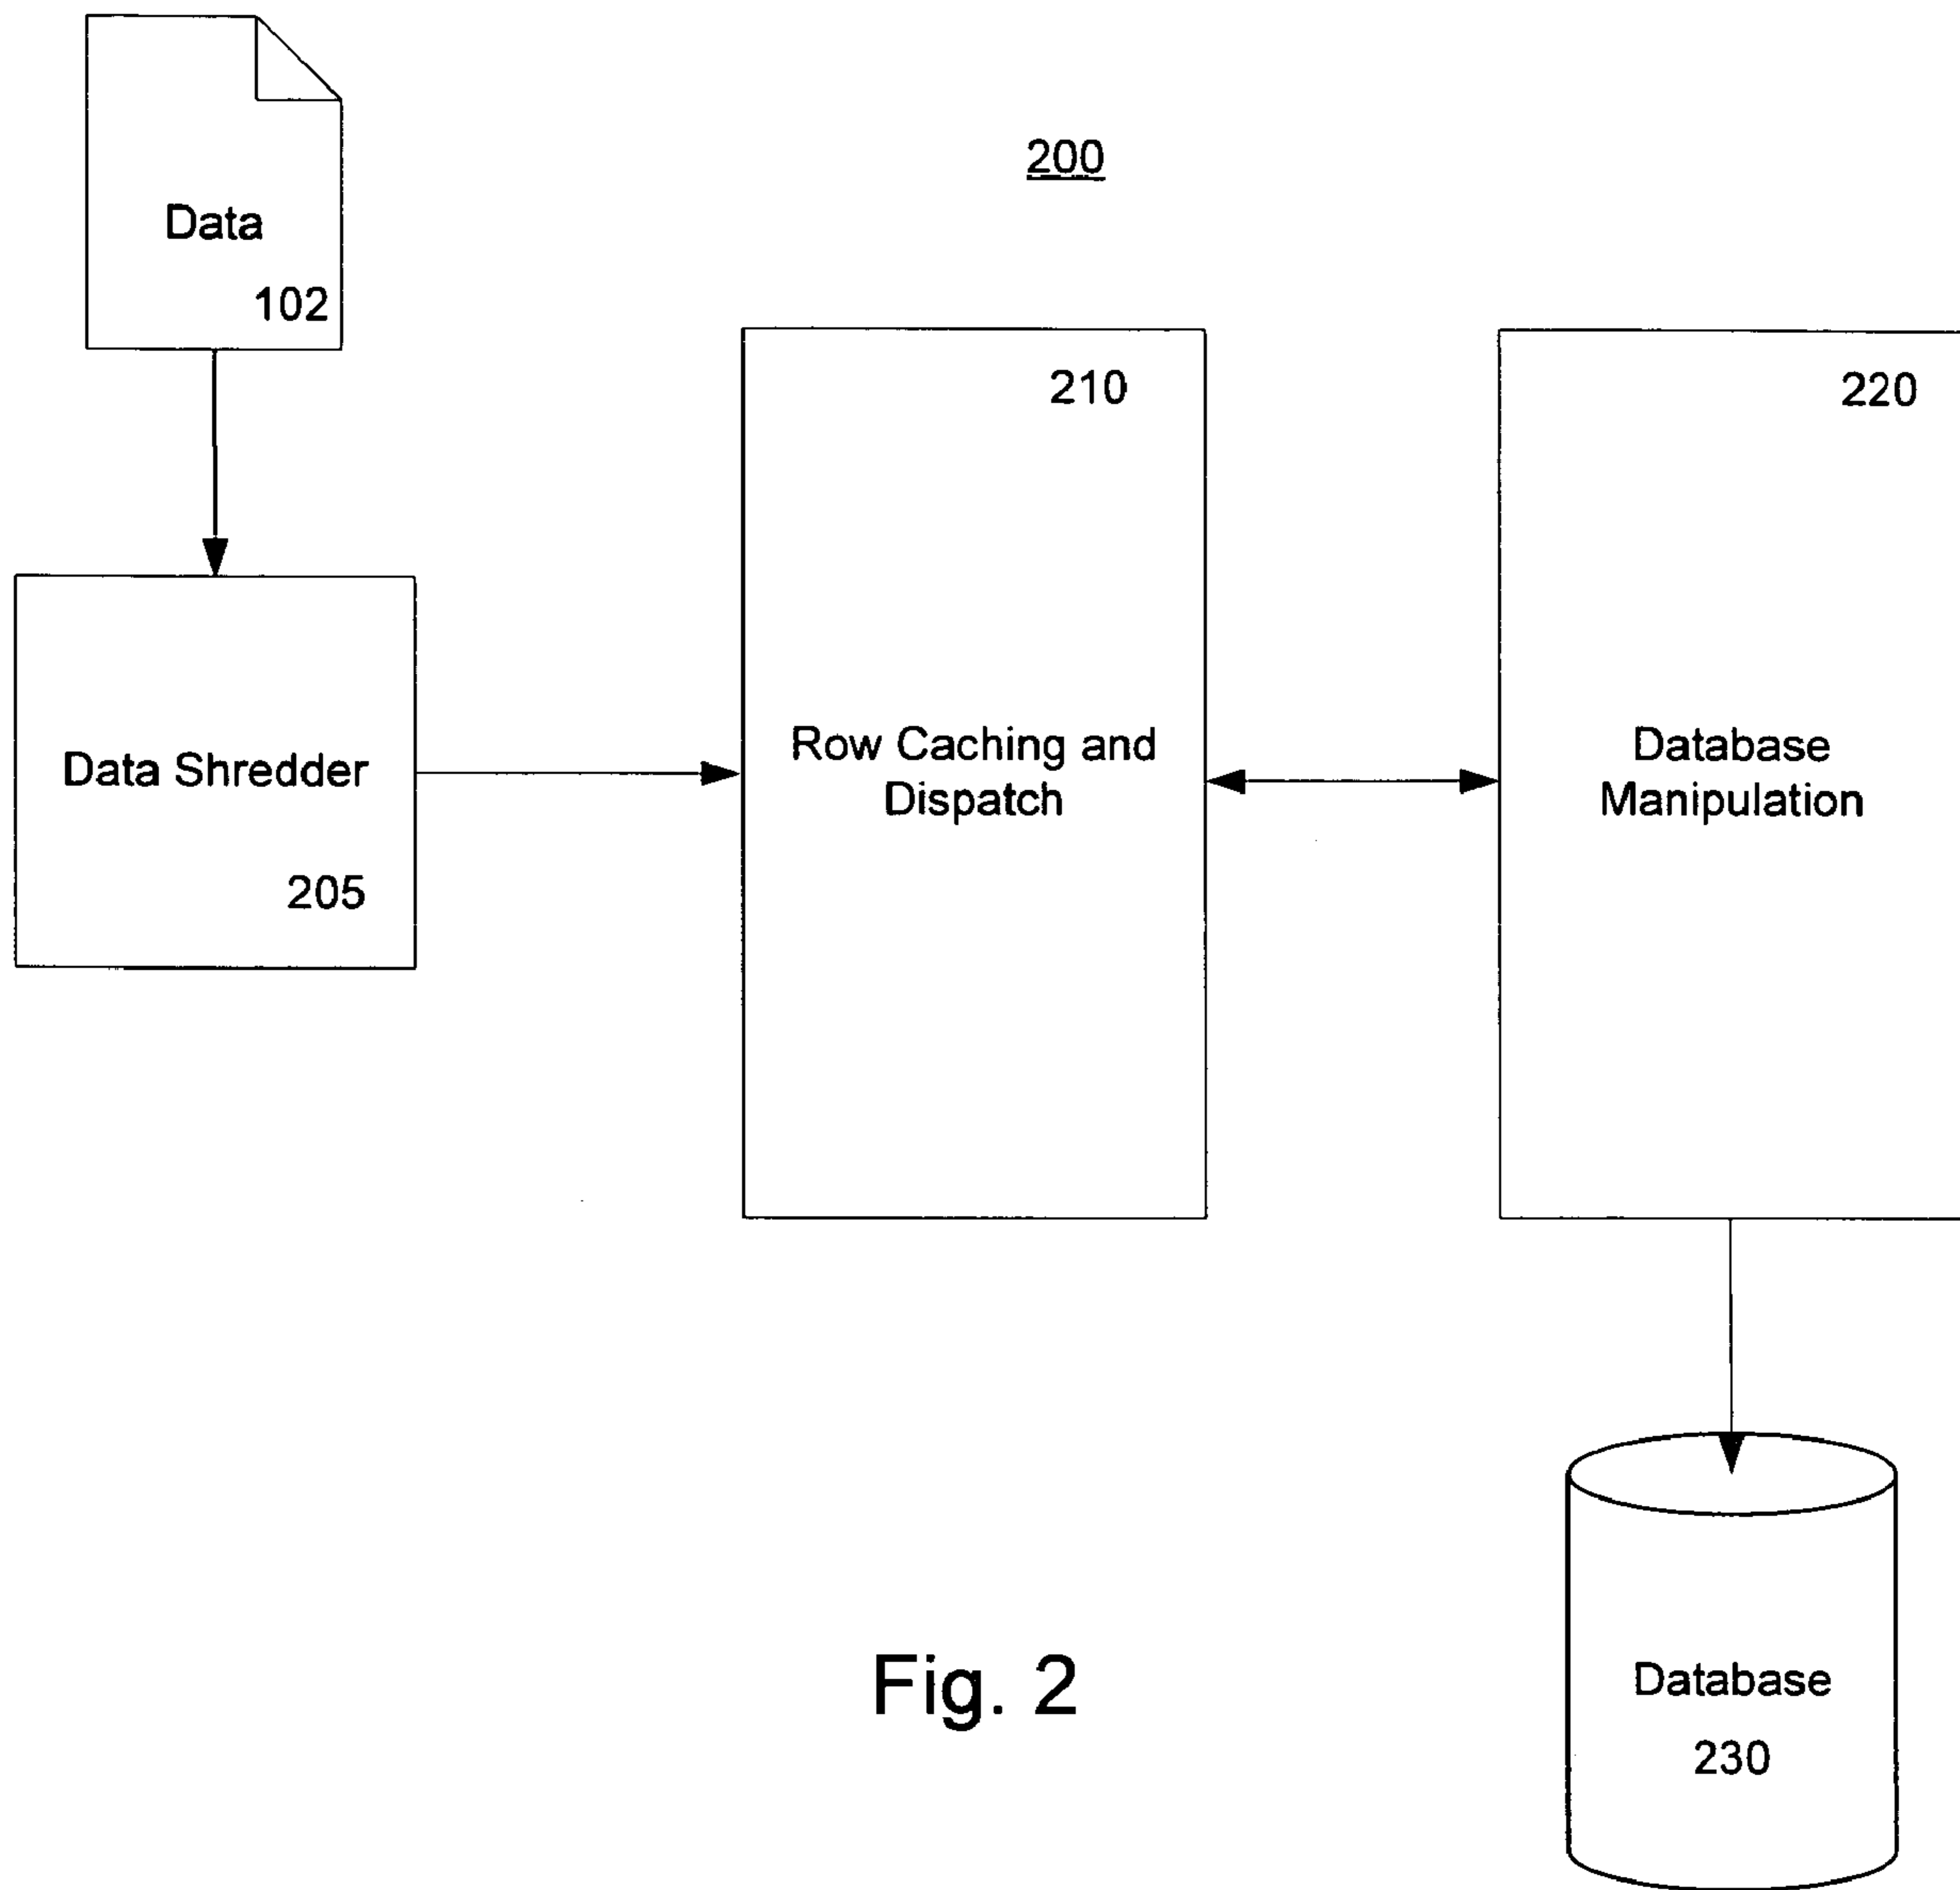 200
Data
102
210
220
Data Shredder
205
Row Caching and
Dispatch
Database
Manipulation
Database
230
Fig. 2